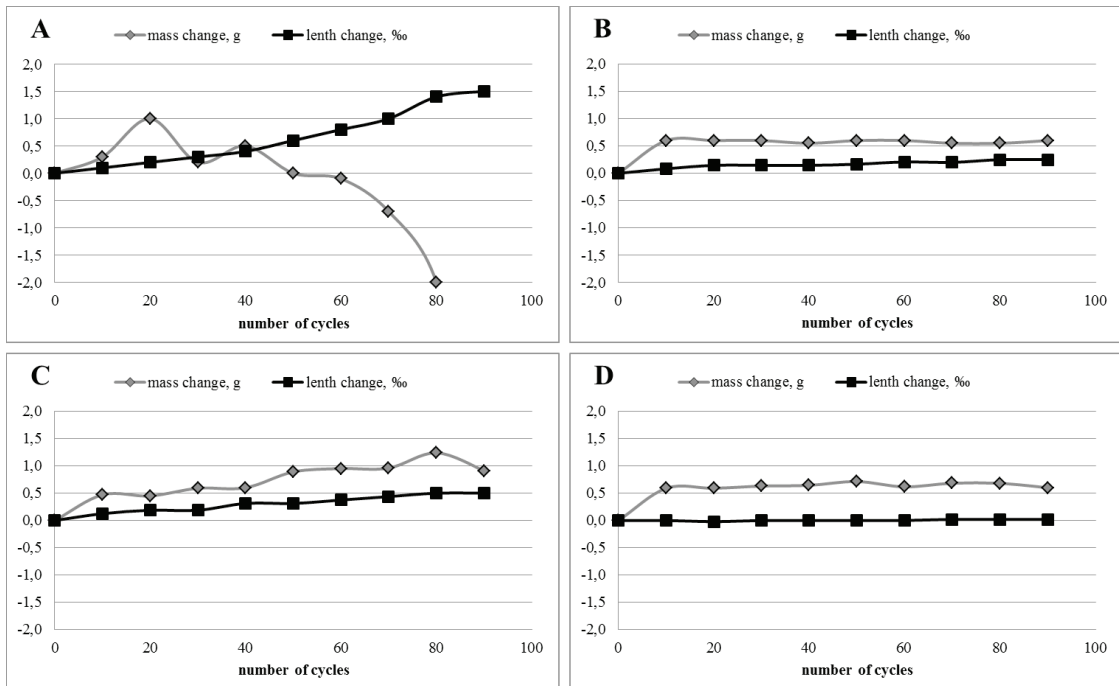 A
mass change, g
lenth change, ‰
2,0
1,5
1,0
0,5
0,0
-0,5
-1,0
-1,5
-2,0
0 20 40 60 80 100
number of cycles
B
mass change, g
lenth change, ‰
2,0
1,5
1,0
0,5
0,0
-0,5
-1,0
-1,5
-2,0
0 20 40 60 80 100
number of cycles
C
mass change, g
lenth change, ‰
2,0
1,5
1,0
0,5
0,0
-0,5
-1,0
-1,5
-2,0
0 20 40 60 80 100
number of cycles
D
mass change, g
lenth change, ‰
2,0
1,5
1,0
0,5
0,0
-0,5
-1,0
-1,5
-2,0
0 20 40 60 80 100
number of cycles